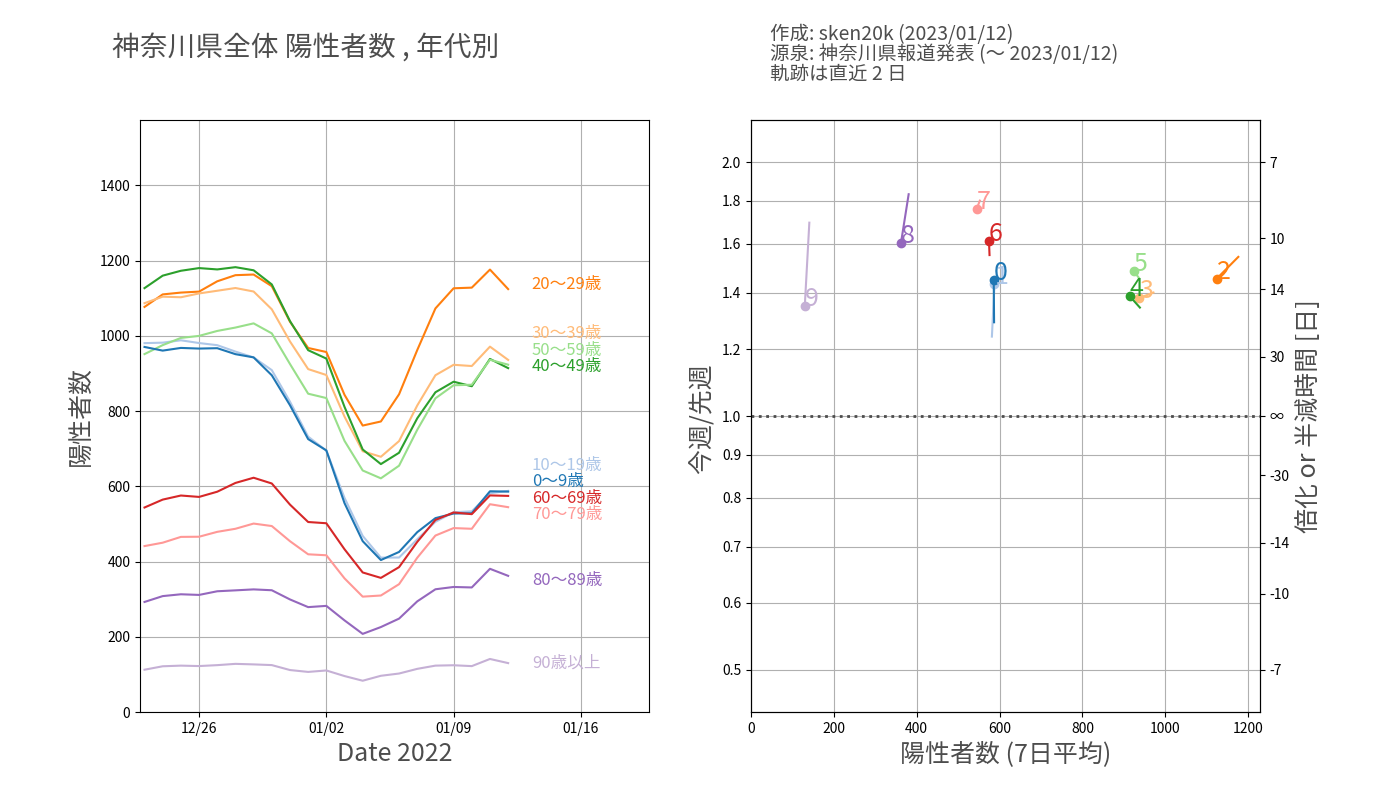 神奈川県全体 陽性者数 , 年代別
作成: sken20k (2023/01/12)
源泉: 神奈川県報道発表 (〜 2023/01/12)
軌跡は直近 2 日
陽性者数
1400
1200
1000
800
600
400
200
0
20〜29歳
30〜39歳
50〜59歳
40〜49歳
10〜19歳
0〜9歳
60〜69歳
70〜79歳
80〜89歳
90歳以上
12/26
01/02
01/09
01/16
Date 2022
今週/先週
2.0
1.8
1.6
1.4
1.2
1.0
0.9
0.8
0.7
0.6
0.5
9
8
7
6
0
1
5
4
3
2
7
10
14
30
∞
-30
-14
-10
-7
倍化 or 半減時間 [日]
0
200
400
600
800
1000
1200
陽性者数 (7日平均)